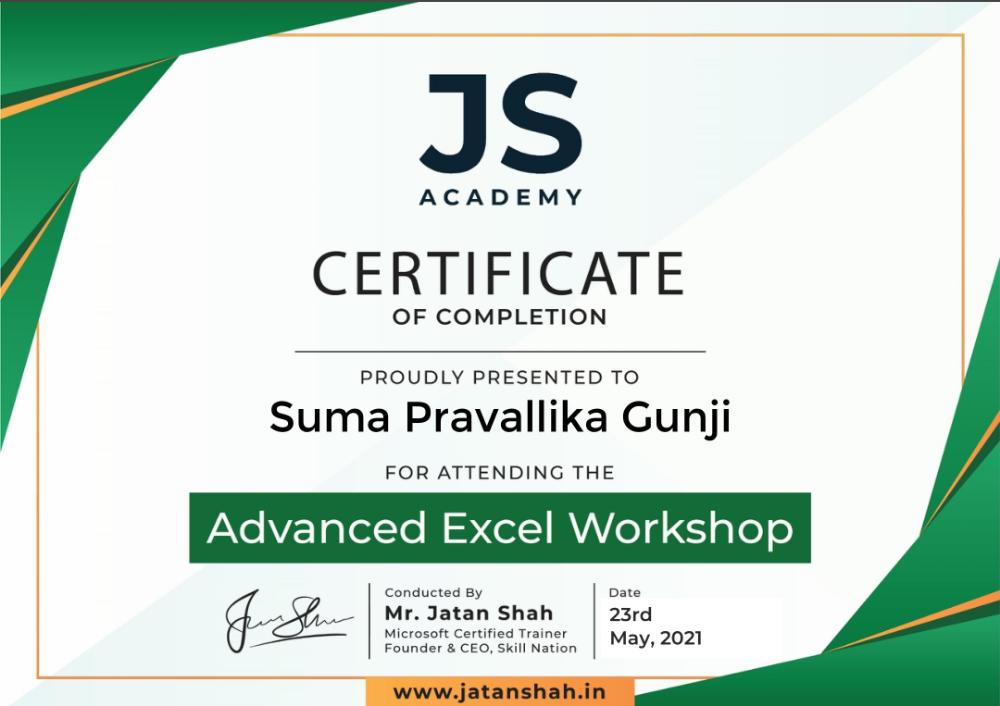 JS
ACADEMY
CERTIFICATE
OF COMPLETION
PROUDLY PRESENTED TO
Suma Pravallika Gunji
FOR ATTENDING THE
Advanced Excel Workshop
Conducted By
Mr. Jatan Shah
Microsoft Certified Trainer
Founder & CEO, Skill Nation
Date
23rd
May, 2021
www.jatanshah.in